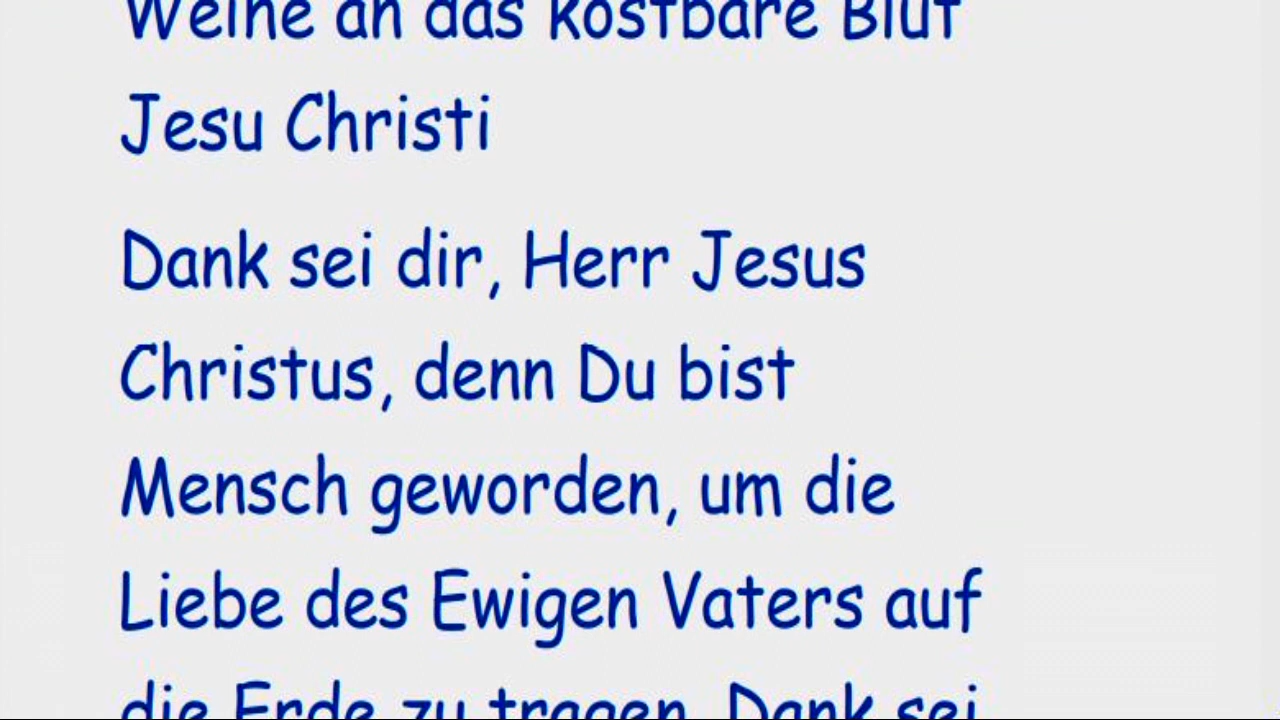 Weihe an das kostbare Blut
Jesu Christi
Dank sei dir, Herr Jesus
Christus, denn Du bist
Mensch geworden, um die
Liebe des Ewigen Vaters auf
die Erde zu tragen. Dank sei